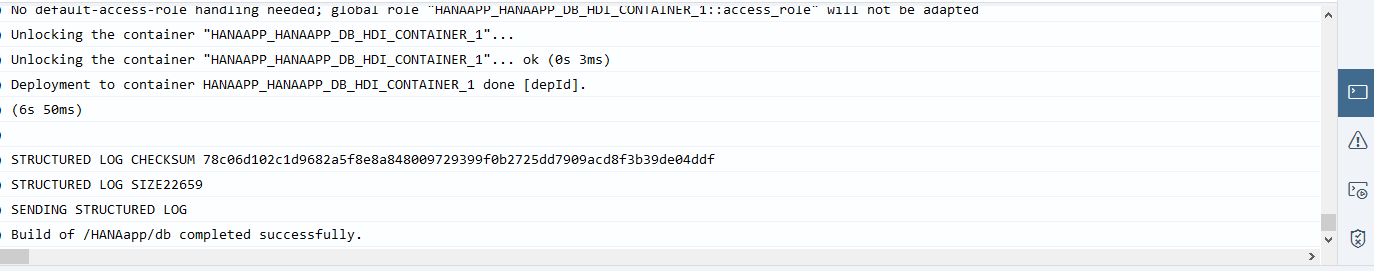 No default-access-role handling needed; global role "HANAAPP_HANAAPP_DB_HDI_CONTAINER_1::access_role" will not be adapted
Unlocking the container "HANAAPP_HANAAPP_DB_HDI_CONTAINER_1"...
Unlocking the container "HANAAPP_HANAAPP_DB_HDI_CONTAINER_1"... ok (0s 3ms)
Deployment to container HANAAPP_HANAAPP_DB_HDI_CONTAINER_1 done [depId].
(6s 50ms)
STRUCTURED LOG CHECKSUM 78c06d102c1d9682a5f8e8a848009729399f0b2725dd7909acd8f3b39de04ddf
STRUCTURED LOG SIZE22659
SENDING STRUCTURED LOG
Build of /HANAapp/db completed successfully.